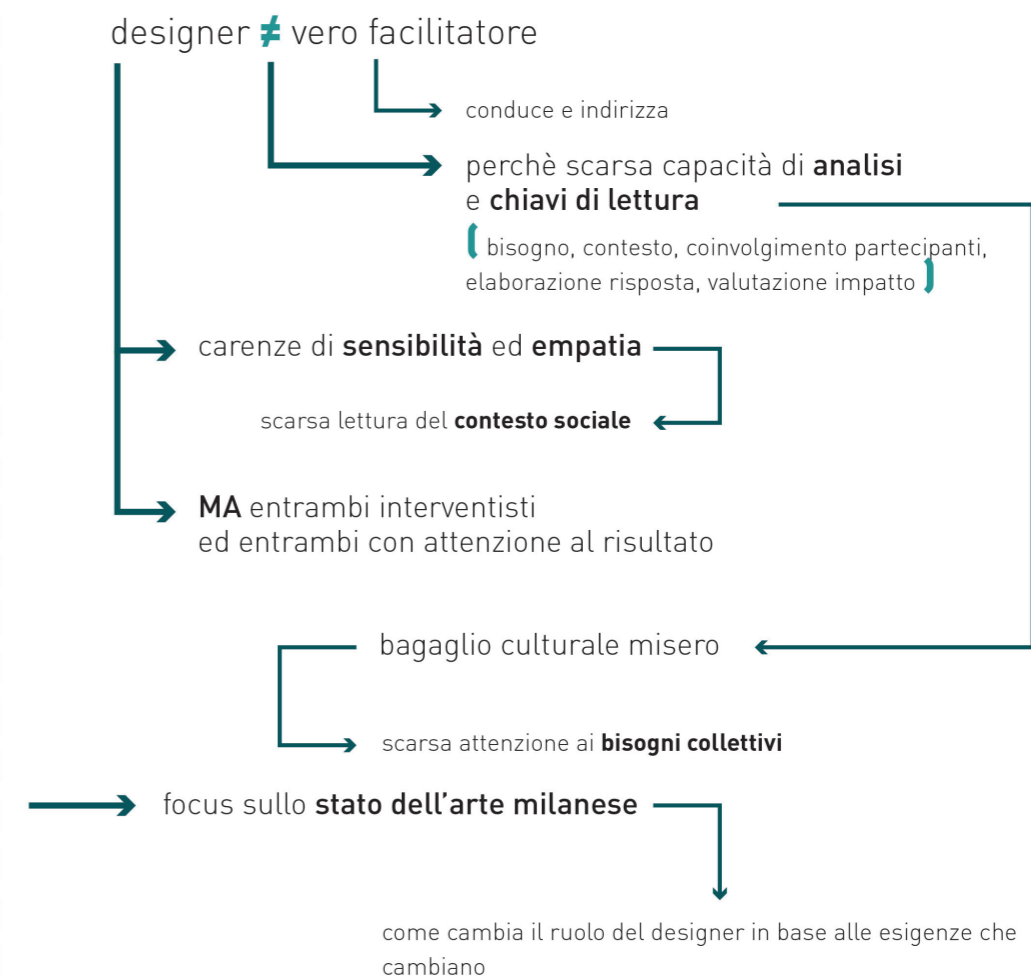 designer ≠ vero facilitatore
conduce e indirizza
perchè scarsa capacità di analisi
e chiavi di lettura
( bisogno, contesto, coinvolgimento partecipanti,
elaborazione risposta, valutazione impatto )
carenze di sensibilità ed empatia
scarsa lettura del contesto sociale
MA entrambi interventisti
ed entrambi con attenzione al risultato
bagaglio culturale misero
scarsa attenzione ai bisogni collettivi
focus sullo stato dell'arte milanese
come cambia il ruolo del designer in base alle esigenze che
cambiano